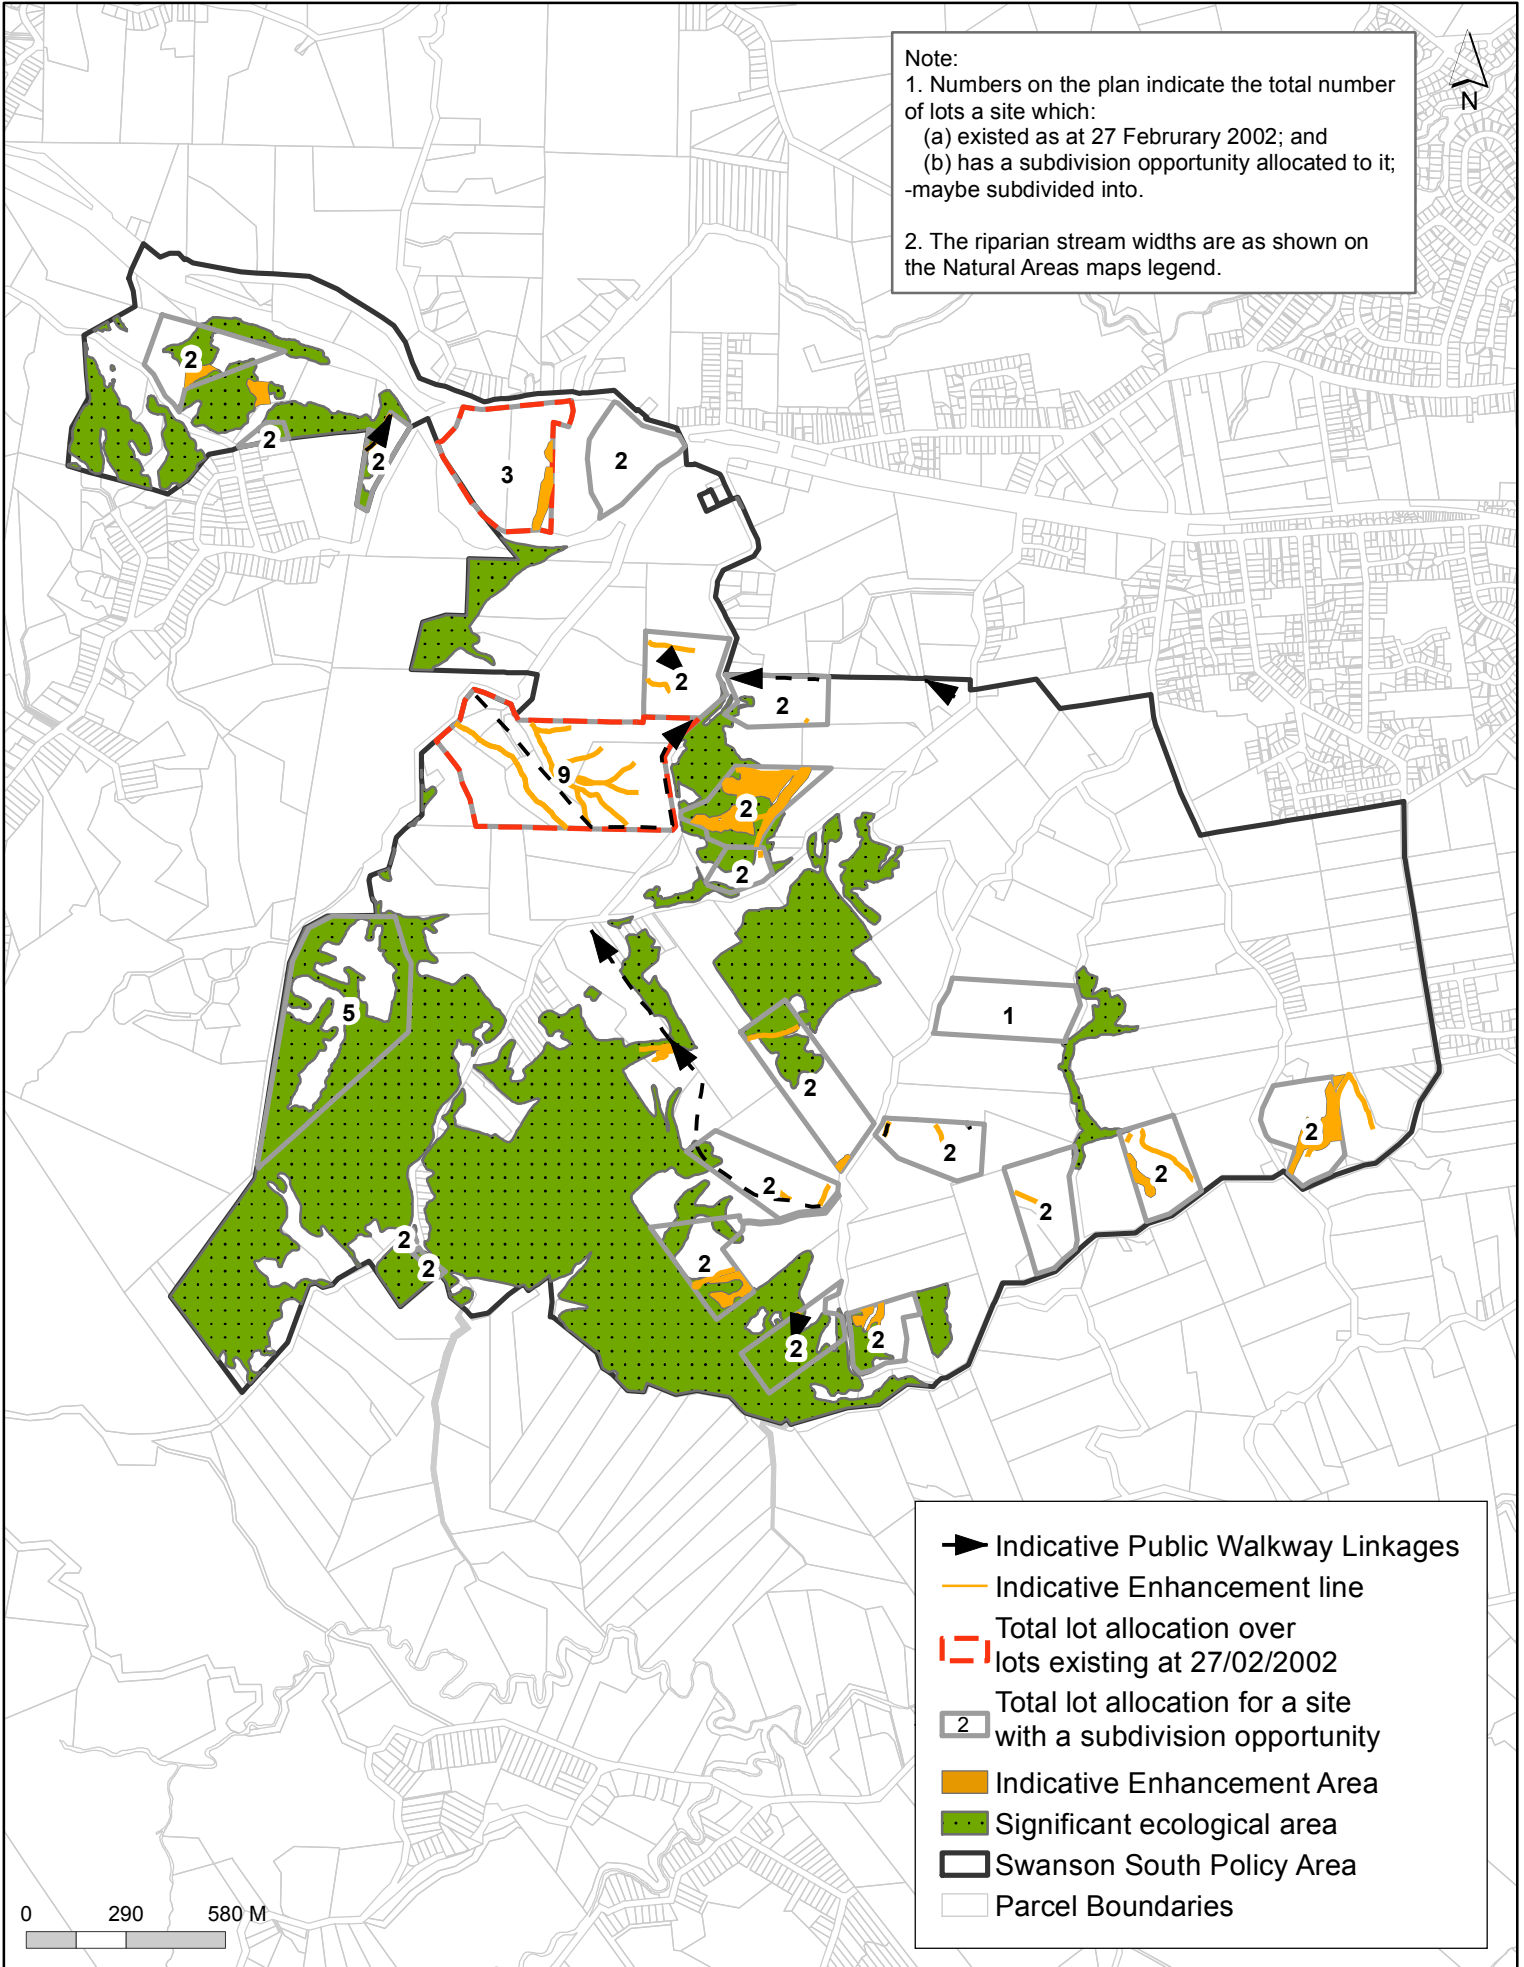 Note:
1. Numbers on the plan indicate the total number
of lots a site which:
(a) existed as at 27 Februrary 2002; and
(b) has a subdivision opportunity allocated to it;
-maybe subdivided into.
2. The riparian stream widths are as shown on
the Natural Areas maps legend.
N
2
2
2
3
2
2
2
9
2
2
5
1
2
2
2
2
2
2
2
2
2
2
2
2
Indicative Public Walkway Linkages
Indicative Enhancement line
Total lot allocation over
lots existing at 27/02/2002
2
Total lot allocation for a site
with a subdivision opportunity
Indicative Enhancement Area
Significant ecological area
Swanson South Policy Area
Parcel Boundaries
0 290 580 M